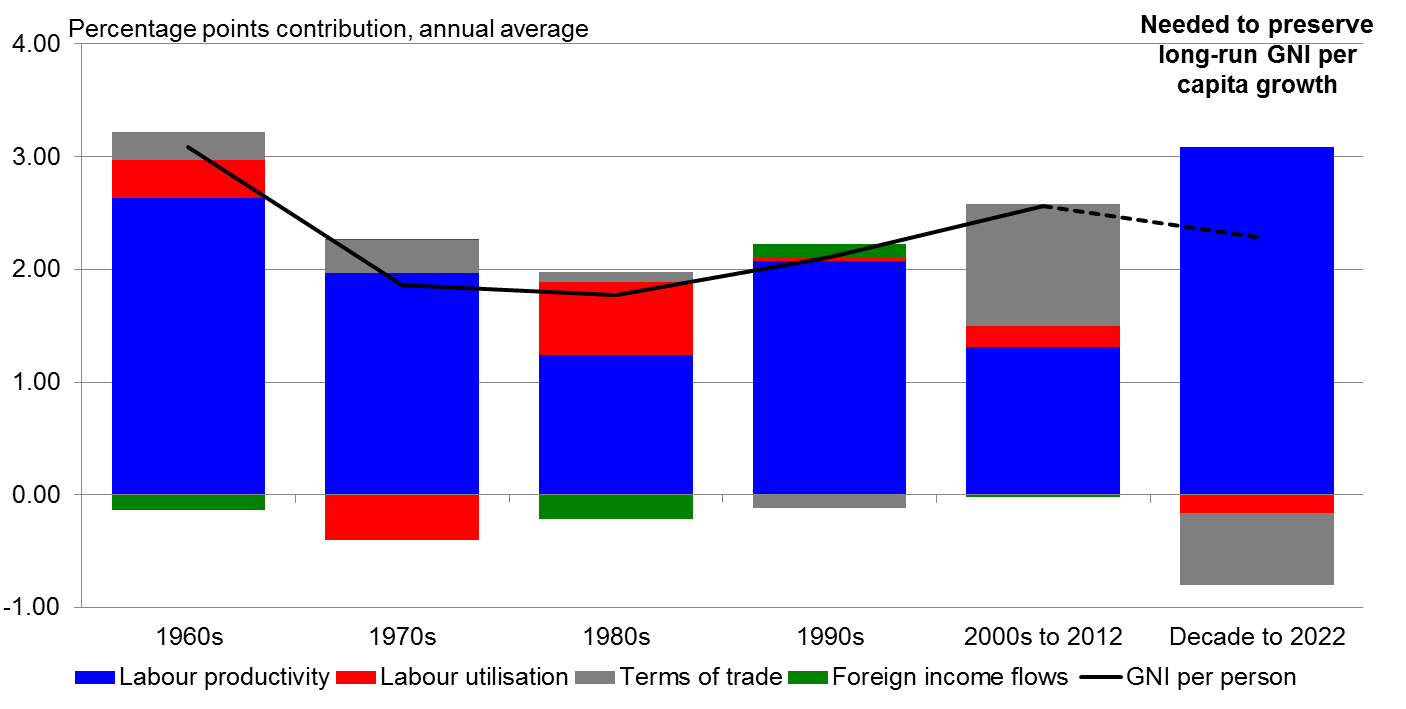 Percentage points contribution, annual average
Needed to preserve
long-run GNI per
capita growth
4.00
3.00
2.00
1.00
0.00
-1.00
1960s 1970s 1980s 1990s 2000s to 2012 Decade to 2022
Labour productivity Labour utilisation Terms of trade Foreign income flows GNI per person